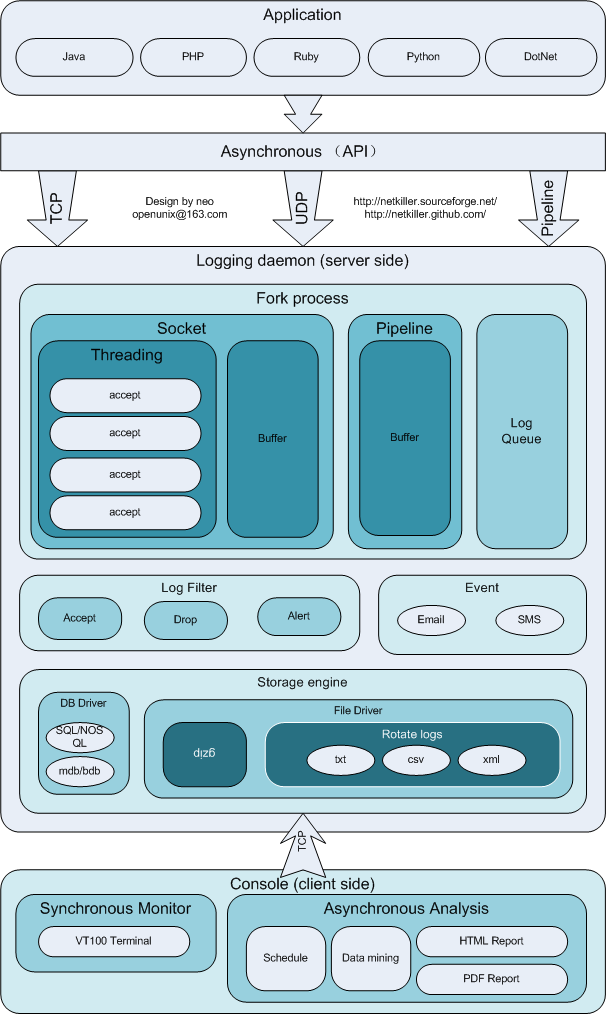 Application
Java
PHP
Ruby
Python
DotNet
Asynchronous （API）
TCP
Design by neo
openunix@163.com
UDP
http://netkiller.sourceforge.net/
http://netkiller.github.com/
Pipeline
Logging daemon (server side)
Fork process
Socket
Threading
accept
accept
accept
accept
Buffer
Pipeline
Buffer
Log
Queue
Log Filter
Accept
Drop
Alert
Event
Email
SMS
Storage engine
DB Driver
SQL/NOS
QL
mdb/bdb
File Driver
gzip
Rotate logs
txt
csv
xml
TCP
Console (client side)
Synchronous Monitor
VT100 Terminal
Asynchronous Analysis
Schedule
Data mining
HTML Report
PDF Report